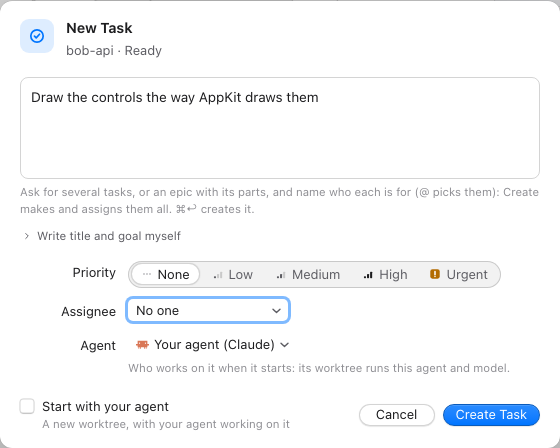 New Task
bob-api · Ready
Draw the controls the way AppKit draws them
Ask for several tasks, or an epic with its parts, and name who each is for (@ picks them): Create
makes and assigns them all. ⌘↩ creates it.
Write title and goal myself
Priority None Low Medium High Urgent
Assignee No one
Agent Your agent (Claude)
Who works on it when it starts: its worktree runs this agent and model.
Start with your agent
A new worktree, with your agent working on it
Cancel Create Task